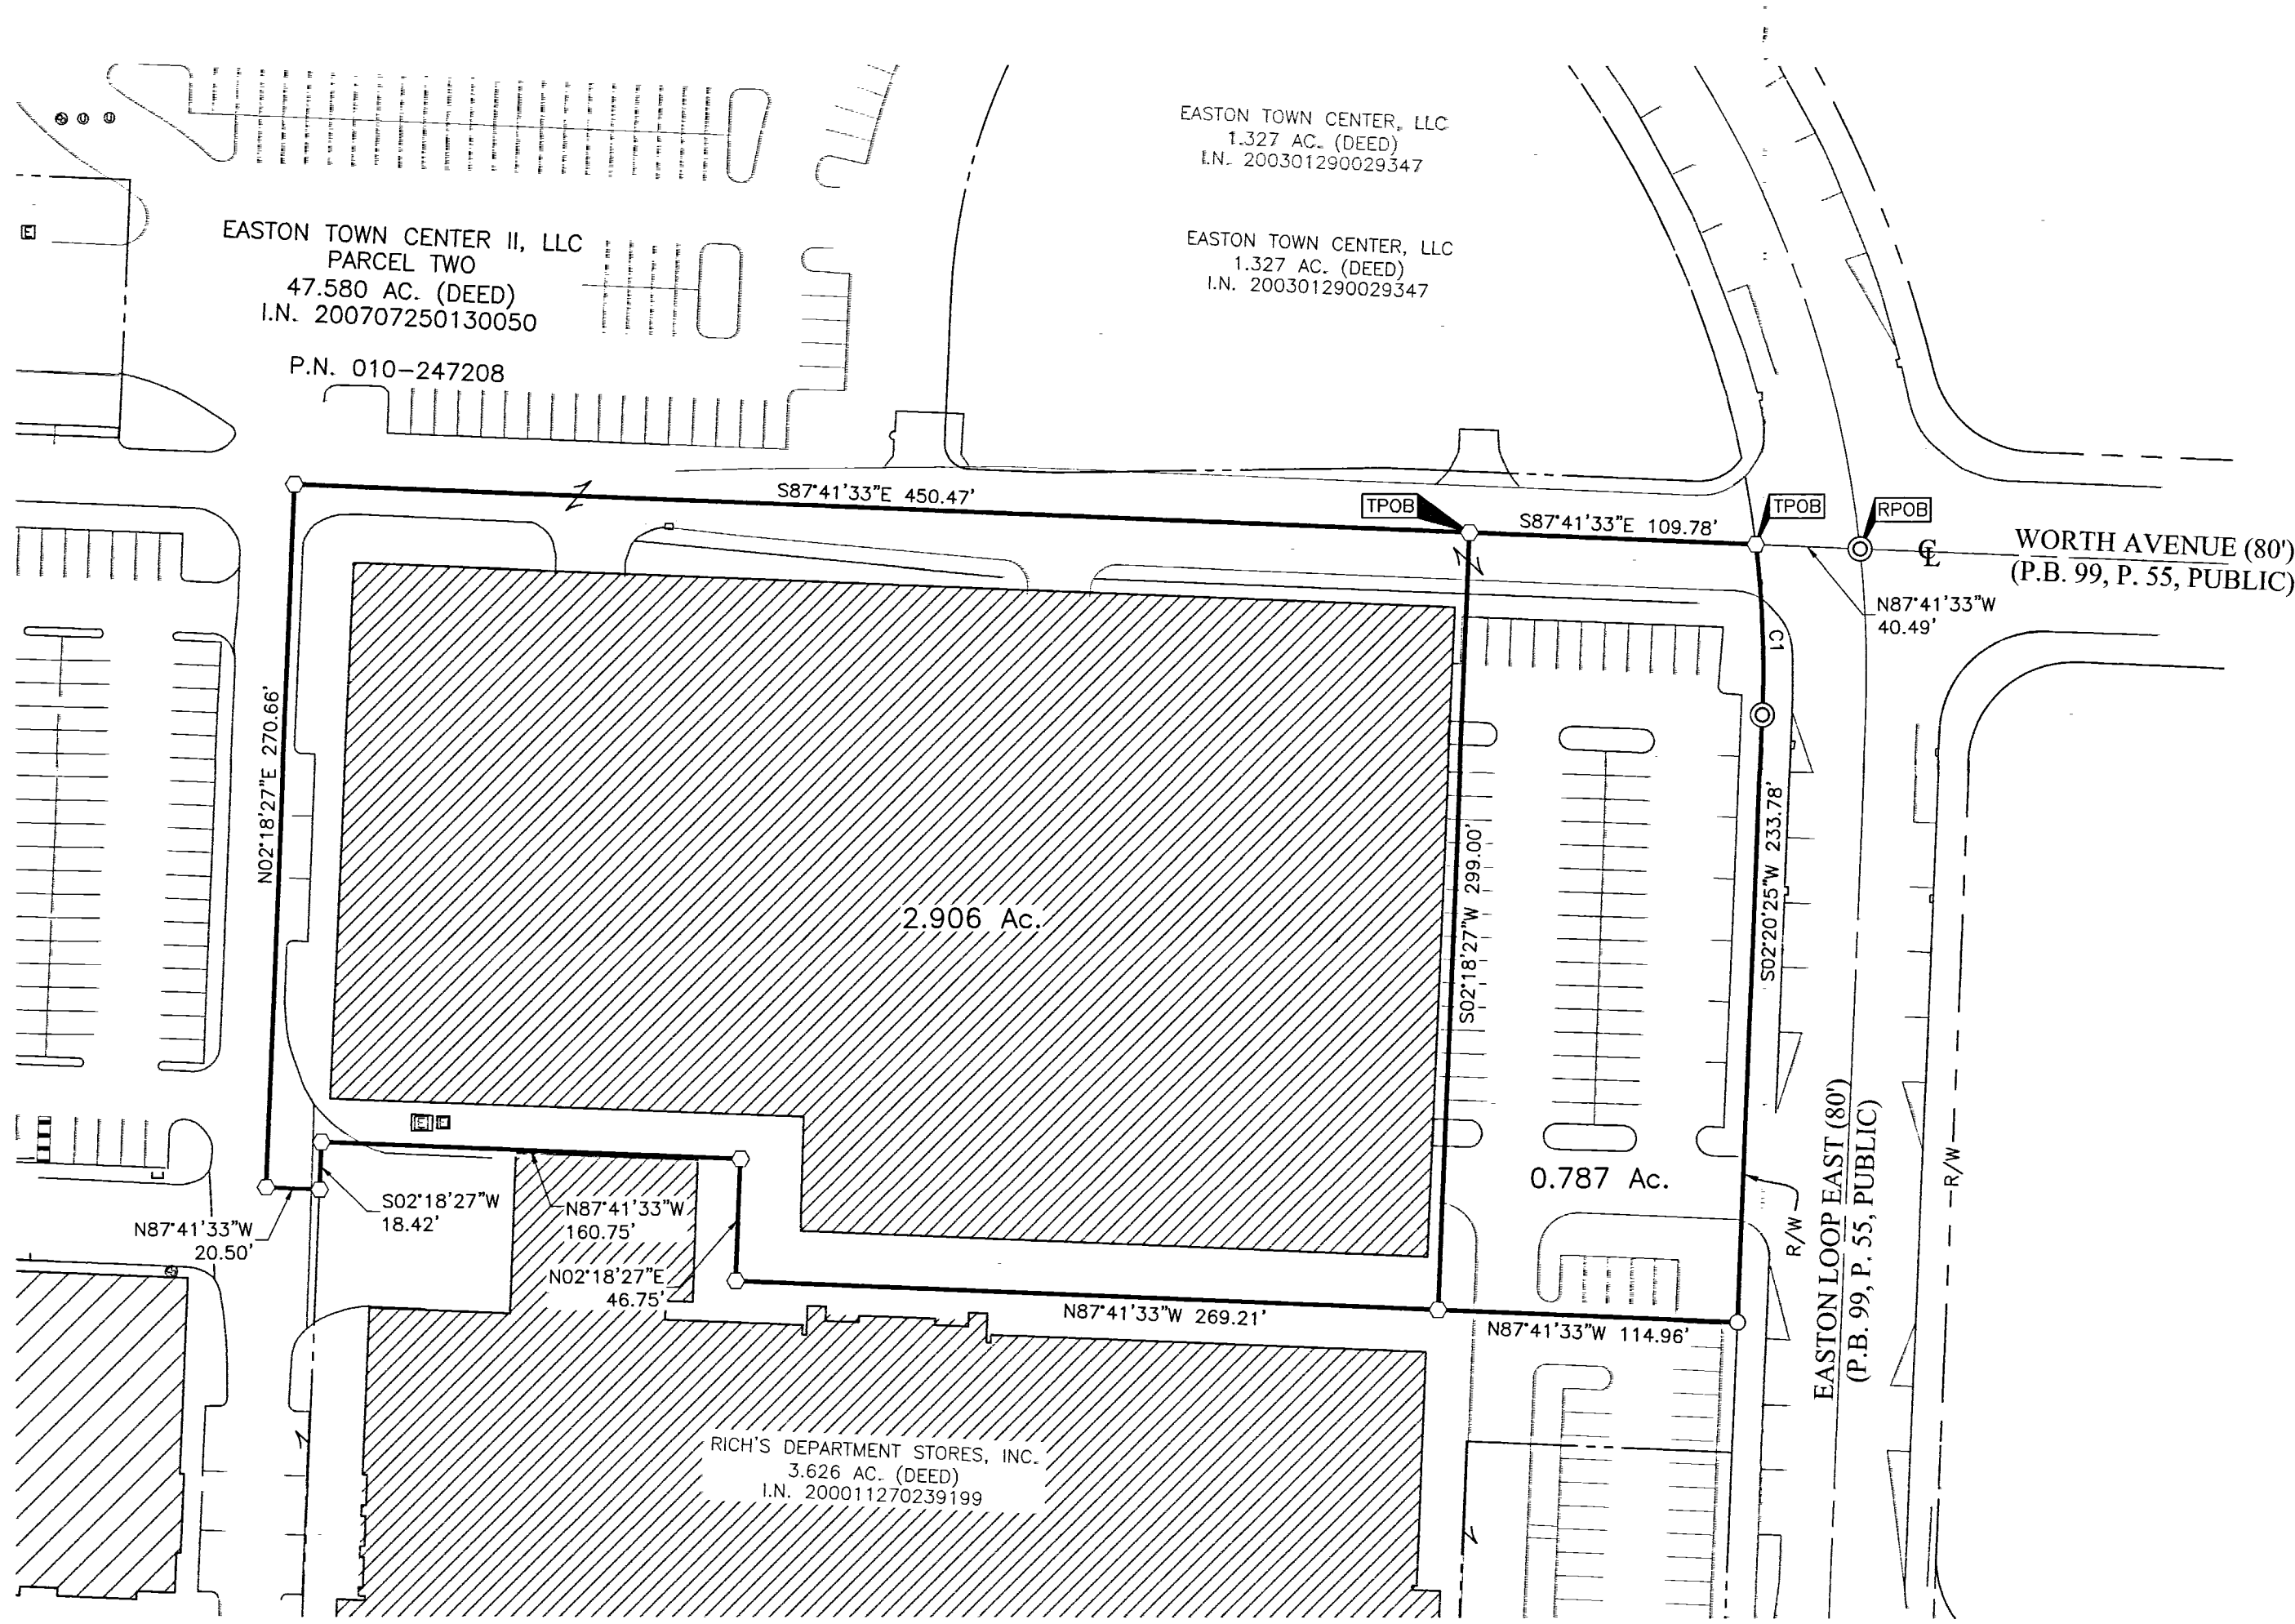 EASTON TOWN CENTER, LLC
1.327 AC. (DEED)
I.N. 200301290029347
EASTON TOWN CENTER II, LLC
PARCEL TWO
47.580 AC. (DEED)
I.N. 200707250130050
P.N. 010-247208
EASTON TOWN CENTER, LLC
1.327 AC. (DEED)
I.N. 200301290029347
E
S87°41'33"E 450.47'
TPOB
S87°41'33"E 109.78'
TPOB
RPOB
WORTH AVENUE (80')
(P.B. 99, P. 55, PUBLIC)
N87°41'33"W
40.49'
C1
N02°18'27"E 270.66'
2.906 Ac.
S02°18'27"W 299.00'
S02°20'25"W 233.78'
0.787 Ac.
E E
S02°18'27"W
18.42'
N87°41'33"W
20.50'
N87°41'33"W
160.75'
N02°18'27"E
46.75'
N87°41'33"W 269.21'
N87°41'33"W 114.96'
R/W
EASTON LOOP EAST (80')
(P.B. 99, P. 55, PUBLIC)
R/W
RICH'S DEPARTMENT STORES, INC.
3.626 AC. (DEED)
I.N. 200011270239199